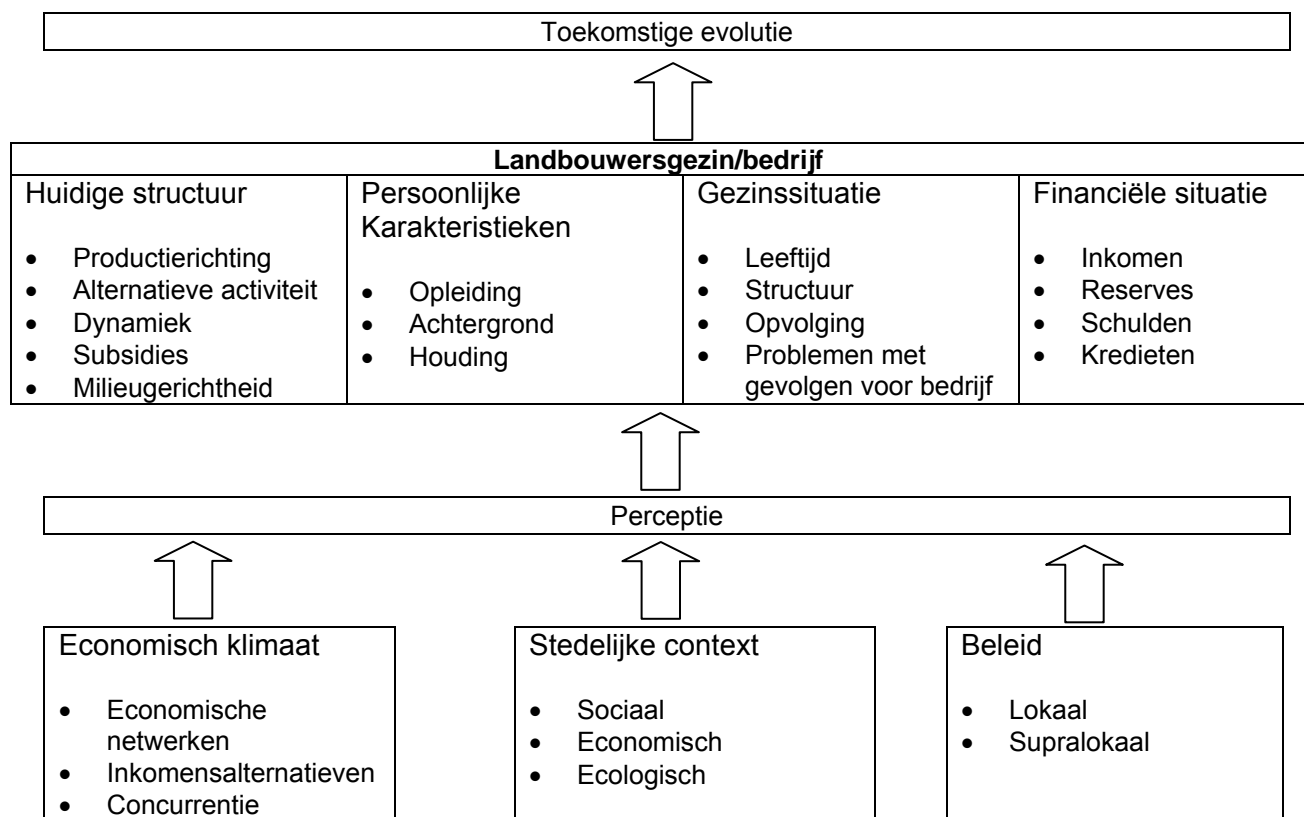 Toekomstige evolutie
Landbouwersgezin/bedrijf
Huidige structuur
• Productierichting
• Alternatieve activiteit
• Dynamiek
• Subsidies
• Milieugerichtheid
Persoonlijke
Karakteristieken
• Opleiding
• Achtergrond
• Houding
Gezinssituatie
• Leeftijd
• Structuur
• Opvolging
• Problemen met
gevolgen voor bedrijf
Financiële situatie
• Inkomen
• Reserves
• Schulden
• Kredieten
Perceptie
Economisch klimaat
• Economische
netwerken
• Inkomensalternatieven
• Concurrentie
Stedelijke context
• Sociaal
• Economisch
• Ecologisch
Beleid
• Lokaal
• Supralokaal